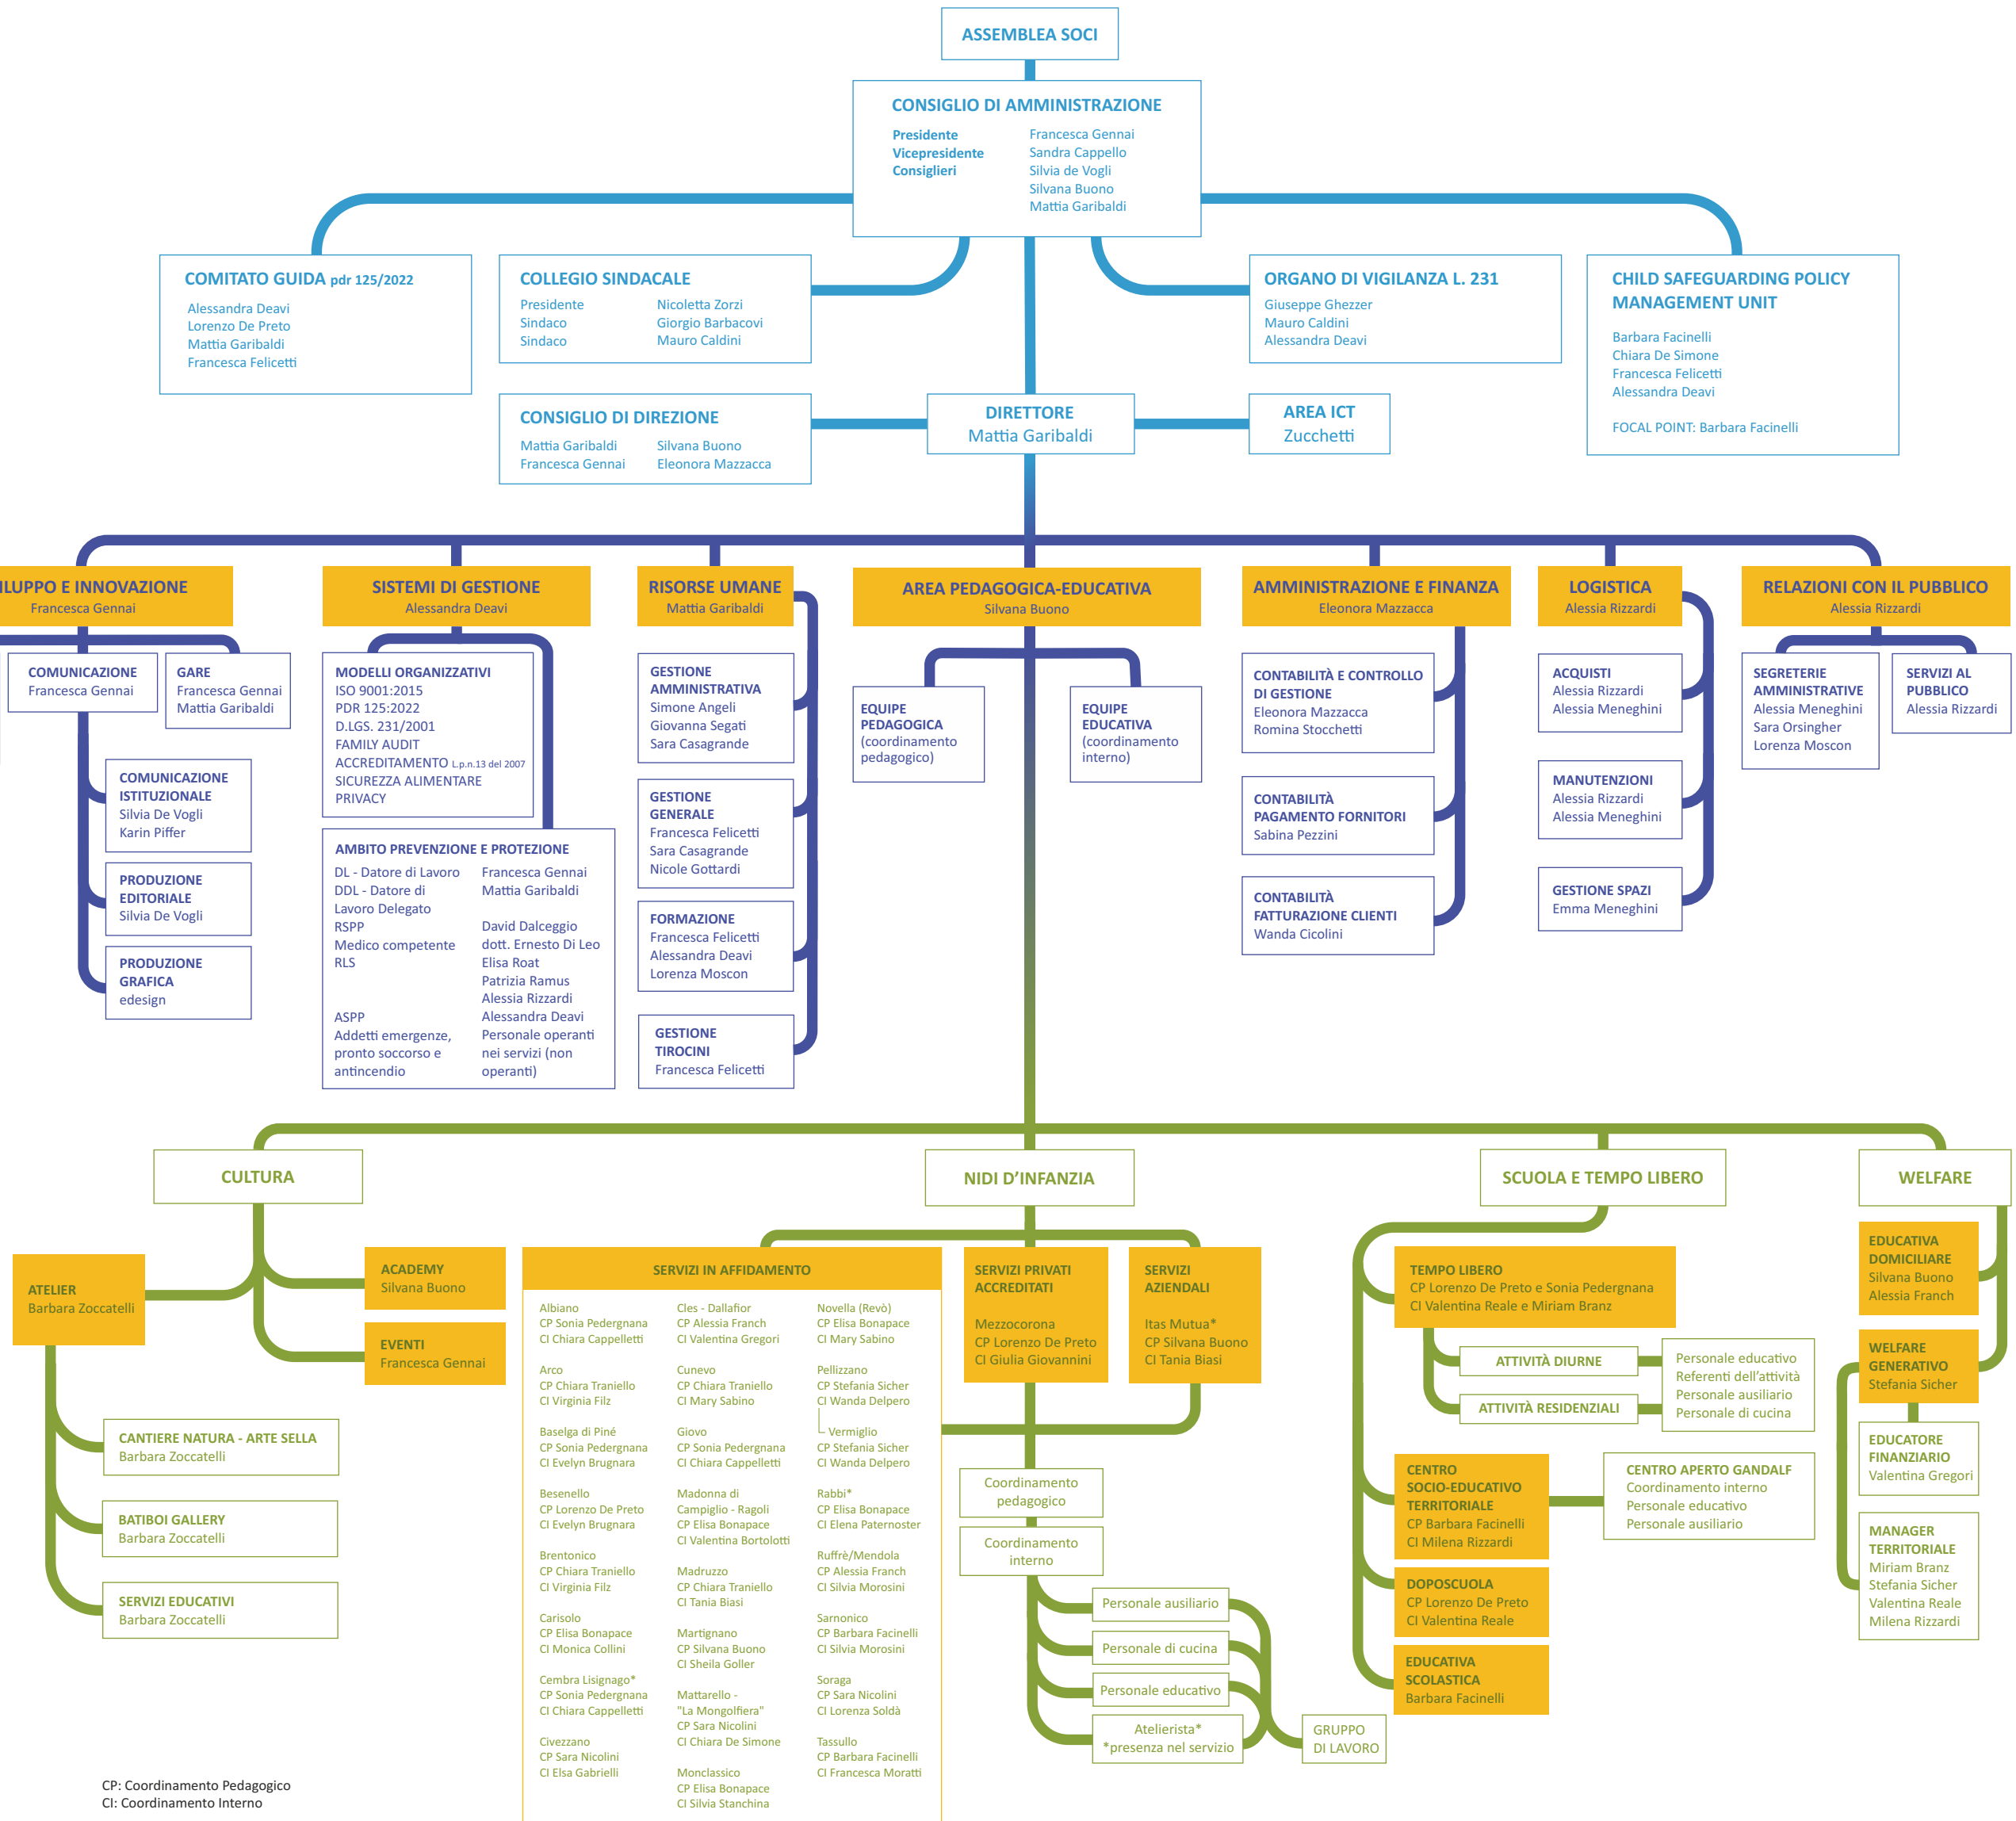 ASSEMBLEA SOCI
CONSIGLIO DI AMMINISTRAZIONE
Presidente Francesca Gennai
Vicepresidente Sandra Cappello
Consiglieri Silvia de Vogli
Silvana Buono
Mattia Garibaldi
COMITATO GUIDA pdr 125/2022
Alessandra Deavi
Lorenzo De Preto
Mattia Garibaldi
Francesca Felicetti
COLLEGIO SINDACALE
Presidente Nicoletta Zorzi
Sindaco Giorgio Barbacovi
Sindaco Mauro Caldini
ORGANO DI VIGILANZA L. 231
Giuseppe Ghezzer
Mauro Caldini
Alessandra Deavi
CHILD SAFEGUARDING POLICY
MANAGEMENT UNIT
Barbara Facinelli
Chiara De Simone
Francesca Felicetti
Alessandra Deavi
FOCAL POINT: Barbara Facinelli
CONSIGLIO DI DIREZIONE
Mattia Garibaldi Silvana Buono
Francesca Gennai Eleonora Mazzacca
DIRETTORE
Mattia Garibaldi
AREA ICT
Zucchetti
ILUPPO E INNOVAZIONE
Francesca Gennai
COMUNICAZIONE
Francesca Gennai
GARE
Francesca Gennai
Mattia Garibaldi
COMUNICAZIONE
ISTITUZIONALE
Silvia De Vogli
Karin Piffer
PRODUZIONE
EDITORIALE
Silvia De Vogli
PRODUZIONE
GRAFICA
edesign
SISTEMI DI GESTIONE
Alessandra Deavi
MODELLI ORGANIZZATIVI
ISO 9001:2015
PDR 125:2022
D.LGS. 231/2001
FAMILY AUDIT
ACCREDITAMENTO L.p.n.13 del 2007
SICUREZZA ALIMENTARE
PRIVACY
AMBITO PREVENZIONE E PROTEZIONE
DL - Datore di Lavoro Francesca Gennai
DDL - Datore di Mattia Garibaldi
Lavoro Delegato
RSPP David Dalceggio
Medico competente dott. Ernesto Di Leo
RLS Elisa Roat
Patrizia Ramus
Alessia Rizzardi
ASPP Alessandra Deavi
Addetti emergenze, Personale operanti
pronto soccorso e nei servizi (non
antincendio operanti)
RISORSE UMANE
Mattia Garibaldi
GESTIONE
AMMINISTRATIVA
Simone Angeli
Giovanna Segati
Sara Casagrande
GESTIONE
GENERALE
Francesca Felicetti
Sara Casagrande
Nicole Gottardi
FORMAZIONE
Francesca Felicetti
Alessandra Deavi
Lorenza Moscon
GESTIONE
TIROCINI
Francesca Felicetti
AREA PEDAGOGICA-EDUCATIVA
Silvana Buono
EQUIPE
PEDAGOGICA
(coordinamento
pedagogico)
EQUIPE
EDUCATIVA
(coordinamento
interno)
AMMINISTRAZIONE E FINANZA
Eleonora Mazzacca
CONTABILITÀ E CONTROLLO
DI GESTIONE
Eleonora Mazzacca
Romina Stocchetti
CONTABILITÀ
PAGAMENTO FORNITORI
Sabina Pezzini
CONTABILITÀ
FATTURAZIONE CLIENTI
Wanda Cicolini
LOGISTICA
Alessia Rizzardi
ACQUISTI
Alessia Rizzardi
Alessia Meneghini
MANUTENZIONI
Alessia Rizzardi
Alessia Meneghini
GESTIONE SPAZI
Emma Meneghini
RELAZIONI CON IL PUBBLICO
Alessia Rizzardi
SEGRETERIE
AMMINISTRATIVE
Alessia Meneghini
Sara Orsingher
Lorenza Moscon
SERVIZI AL
PUBBLICO
Alessia Rizzardi
CULTURA
ATELIER
Barbara Zoccatelli
ACADEMY
Silvana Buono
EVENTI
Francesca Gennai
CANTIERE NATURA - ARTE SELLA
Barbara Zoccatelli
BATIBOI GALLERY
Barbara Zoccatelli
SERVIZI EDUCATIVI
Barbara Zoccatelli
NIDI D'INFANZIA
SERVIZI IN AFFIDAMENTO
Albiano
CP Sonia Pedergnana
CI Chiara Cappelletti
Arco
CP Chiara Traniello
CI Virginia Filz
Baselga di Piné
CP Sonia Pedergnana
CI Evelyn Brugnara
Besenello
CP Lorenzo De Preto
CI Evelyn Brugnara
Brentonico
CP Chiara Traniello
CI Virginia Filz
Carisolo
CP Elisa Bonapace
CI Monica Collini
Cembra Lisignago*
CP Sonia Pedergnana
CI Chiara Cappelletti
Civezzano
CP Sara Nicolini
CI Elsa Gabrielli
Cles - Dallafior
CP Alessia Franch
CI Valentina Gregori
Cunevo
CP Chiara Traniello
CI Mary Sabino
Giovo
CP Sonia Pedergnana
CI Chiara Cappelletti
Madonna di
Campiglio - Ragoli
CP Elisa Bonapace
CI Valentina Bortolotti
Madruzzo
CP Chiara Traniello
CI Tania Biasi
Martignano
CP Silvana Buono
CI Sheila Goller
Mattarello -
"La Mongolfiera"
CP Sara Nicolini
CI Chiara De Simone
Monclassico
CP Elisa Bonapace
CI Silvia Stanchina
Novella (Revò)
CP Elisa Bonapace
CI Mary Sabino
Pellizzano
CP Stefania Sicher
CI Wanda Delpero
Vermiglio
CP Stefania Sicher
CI Wanda Delpero
Rabbi*
CP Elisa Bonapace
CI Elena Paternoster
Ruffrè/Mendola
CP Alessia Franch
CI Silvia Morosini
Sarnonico
CP Barbara Facinelli
CI Silvia Morosini
Soraga
CP Sara Nicolini
CI Lorenza Soldà
Tassullo
CP Barbara Facinelli
CI Francesca Moratti
SERVIZI PRIVATI
ACCREDITATI
Mezzocorona
CP Lorenzo De Preto
CI Giulia Giovannini
SERVIZI
AZIENDALI
Itas Mutua*
CP Silvana Buono
CI Tania Biasi
Coordinamento
pedagogico
Coordinamento
interno
Personale ausiliario
Personale di cucina
Personale educativo
Atelierista*
*presenza nel servizio
GRUPPO
DI LAVORO
SCUOLA E TEMPO LIBERO
TEMPO LIBERO
CP Lorenzo De Preto e Sonia Pedergnana
CI Valentina Reale e Miriam Branz
ATTIVITÀ DIURNE
ATTIVITÀ RESIDENZIALI
Personale educativo
Referenti dell'attività
Personale ausiliario
Personale di cucina
CENTRO
SOCIO-EDUCATIVO
TERRITORIALE
CP Barbara Facinelli
CI Milena Rizzardi
CENTRO APERTO GANDALF
Coordinamento interno
Personale educativo
Personale ausiliario
DOPOSCUOLA
CP Lorenzo De Preto
CI Valentina Reale
EDUCATIVA
SCOLASTICA
Barbara Facinelli
WELFARE
EDUCATIVA
DOMICILIARE
Silvana Buono
Alessia Franch
WELFARE
GENERATIVO
Stefania Sicher
EDUCATORE
FINANZIARIO
Valentina Gregori
MANAGER
TERRITORIALE
Miriam Branz
Stefania Sicher
Valentina Reale
Milena Rizzardi
CP: Coordinamento Pedagogico
CI: Coordinamento Interno